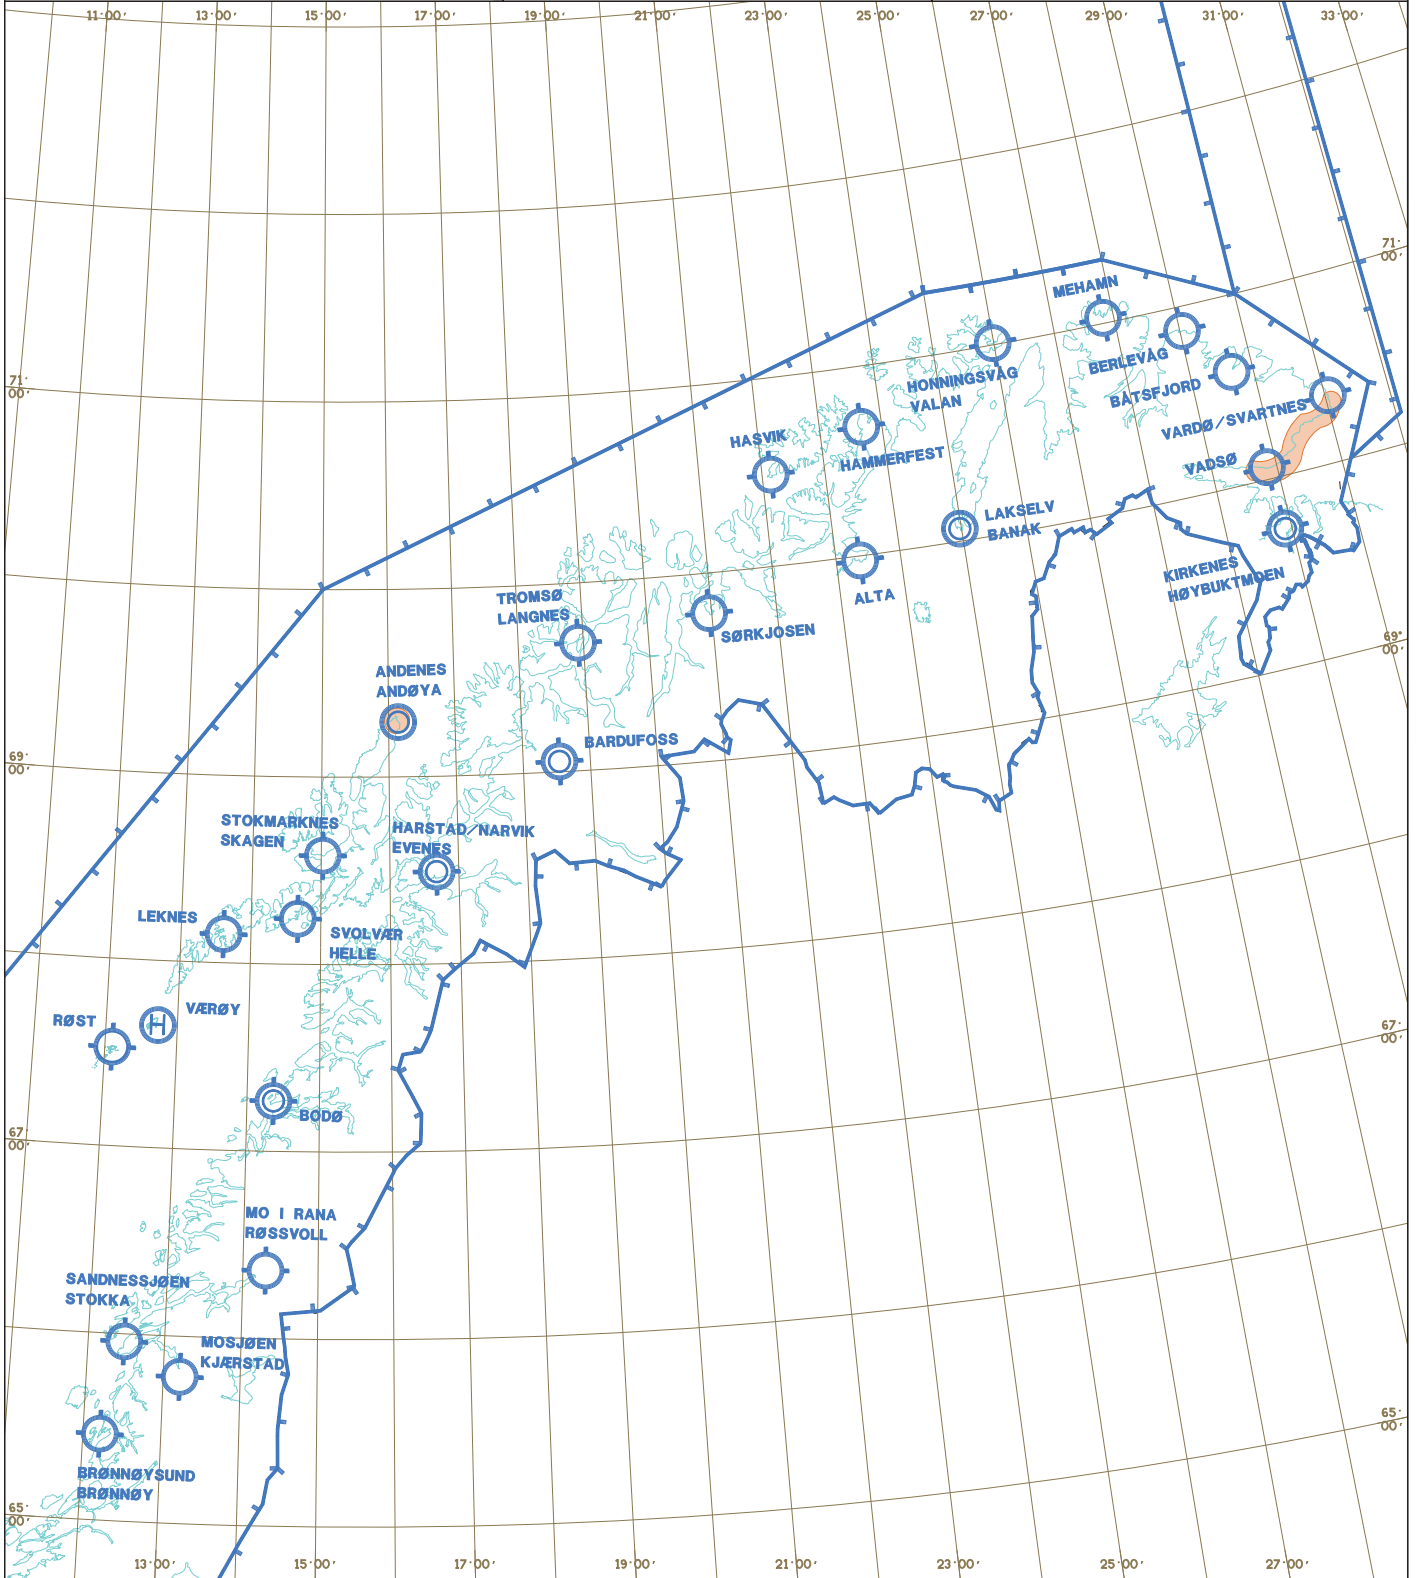 11°00' 13°00' 15°00' 17°00' 19°00' 21°00' 23°00' 25°00' 27°00' 29°00' 31°00' 33°00'
71°
00'
MEHAMN
BERLEVÅG
HONNINGSVÅG
VALAN
BÅTSFJORD
71°
00'
VARDØ/SVARTNES
HASVIK
HAMMERFEST
VADSØ
LAKSELV
BANAK
KIRKENES
HØYBUKTMOEN
ALTA
TROMSØ
LANGNES
SØRKJOSEN
69°
00'
ANDENES
ANDØYA
BARDUFOSS
69°
00'
STOKMARKNES
SKAGEN
HARSTAD/NARVIK
EVENES
LEKNES
SVOLVÆR
HELLE
VÆRØY
H
RØST
67°
00'
BODØ
67°
00'
MO I RANA
RØSSVOLL
SANDNESSJØEN
STOKKA
MOSJØEN
KJÆRSTAD
65°
00'
BRØNNØYSUND
BRØNNØY
65°
00'
13°00' 15°00' 17°00' 19°00' 21°00' 23°00' 25°00' 27°00'